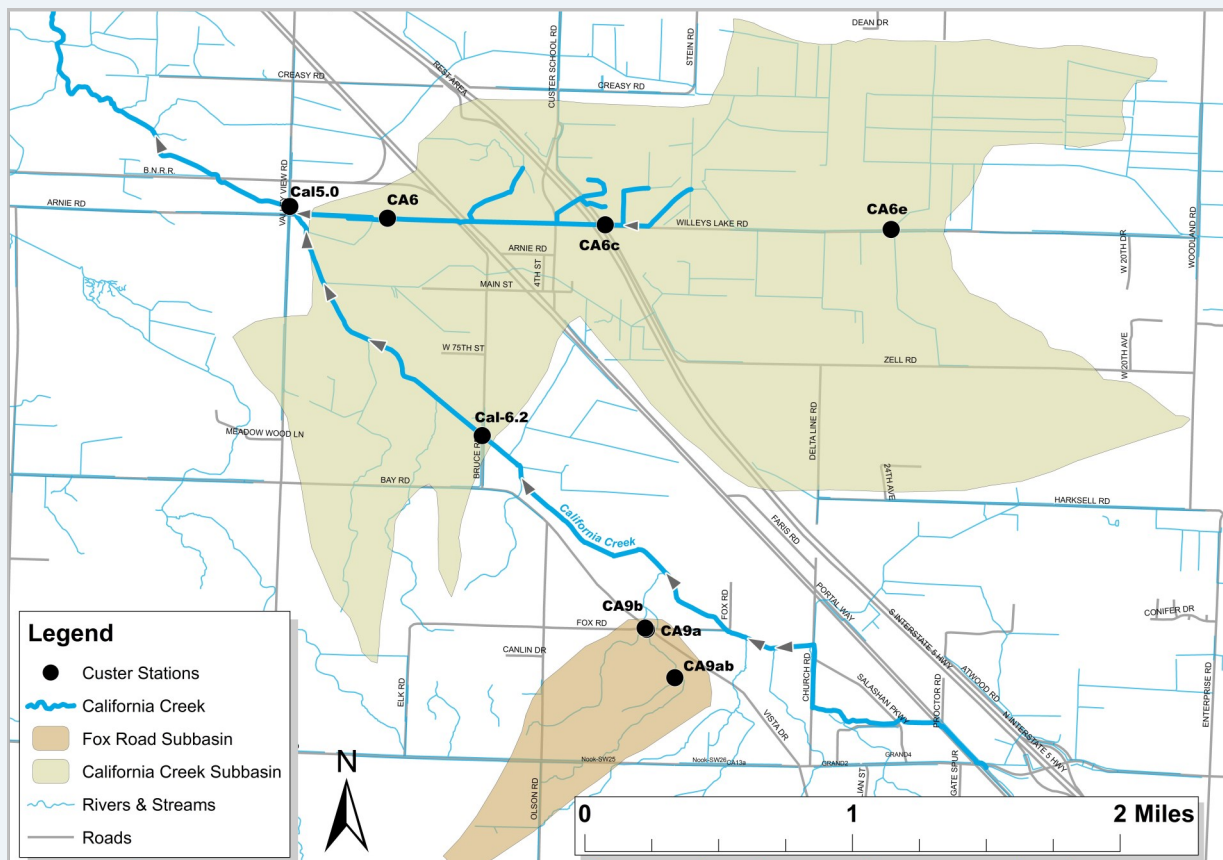 DEAN DR
REST AREA
CUSTER SCHOOL RD
STEIN RD
CREASY RD
CREASY RD
B.N.R.R.
VALLEY VIEW RD
Cal5.0
CA6
ARNIE RD
WILLEYS LAKE RD
CA6e
CA6c
WOODLAND RD
W 20TH DR
ARNIE RD
4TH ST
MAIN ST
W 75TH ST
ZELL RD
W 20TH AVE
Cal-6.2
MEADOW WOOD LN
BRUCE RD
DELTA LINE RD
24TH AVE
BAY RD
HARKSELL RD
California Creek
FARIS RD
PORTAL WAY
S INTERSTATE 5 HWY
CA9b
FOX RD
FOX RD
CA9a
CONIFER DR
CANLIN DR
CA9ab
ELK RD
CHURCH RD
SALASHAN PKWY
PROCTOR RD
ATWOOD RD
N INTERSTATE 5 HWY
ENTERPRISE RD
VISTA DR
Nook-SW25
Nook-SW26
CA13a
GRAND2
GRAND4
OLSON RD
GATE SPUR
Legend
Custer Stations
California Creek
Fox Road Subbasin
California Creek Subbasin
Rivers & Streams
Roads
N
0 1 2 Miles